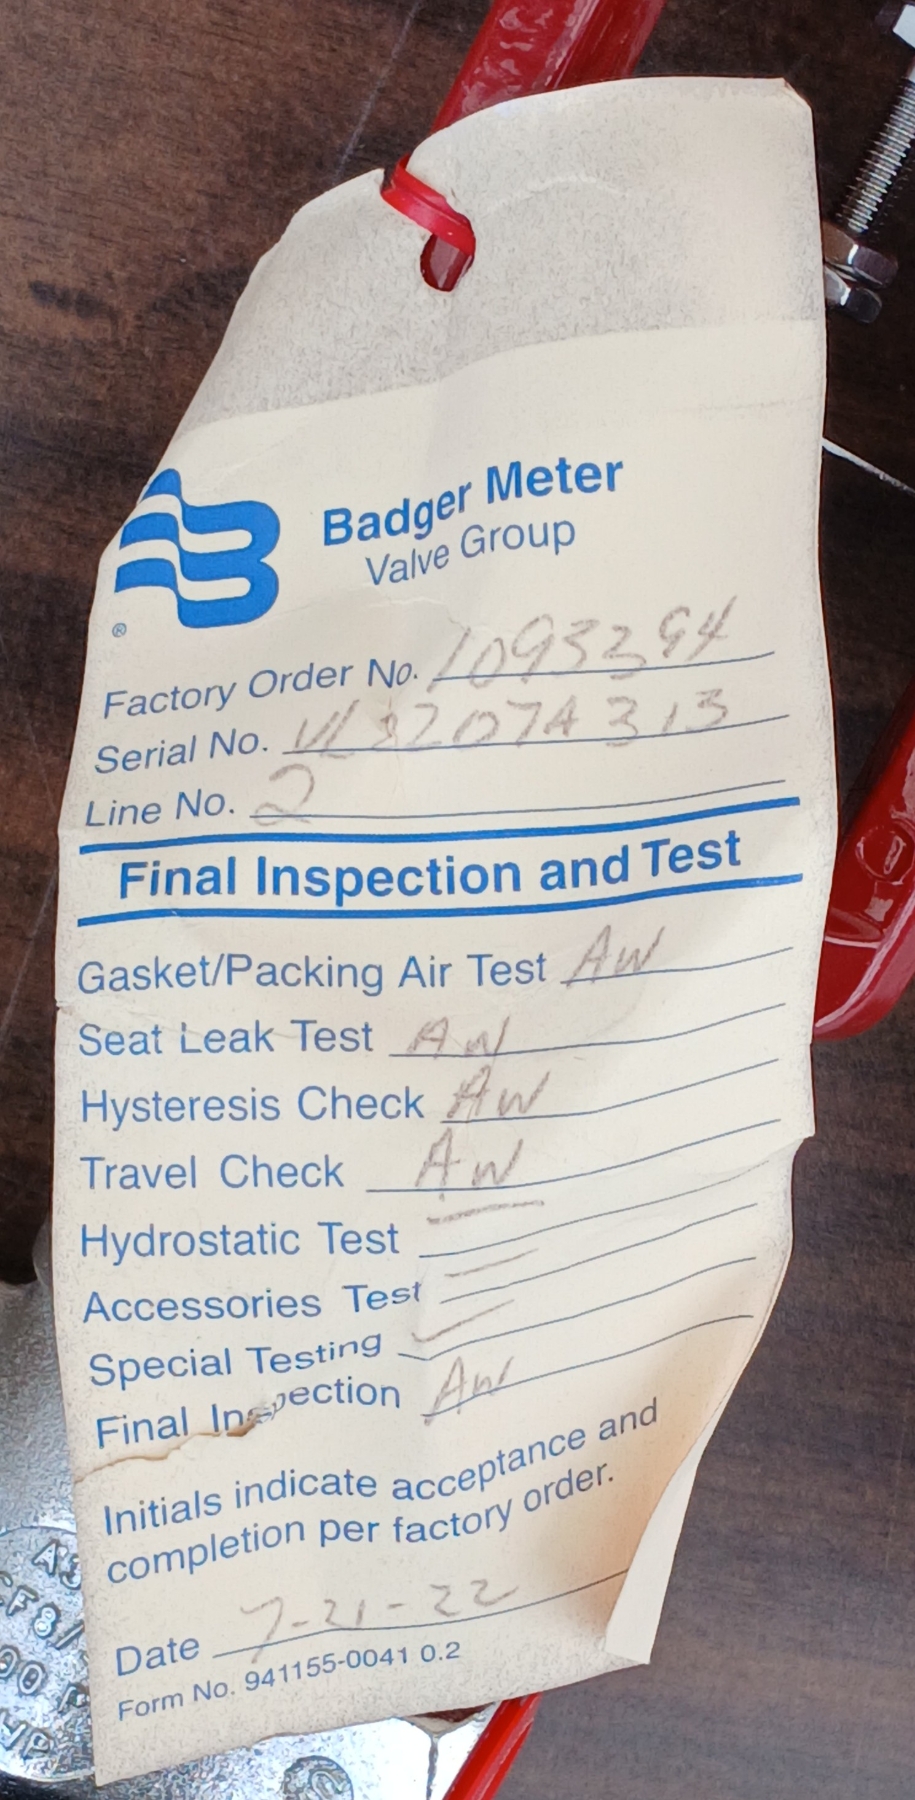 Badger Meter
Valve Group
®
Factory Order No. 1093394
Serial No.
Line No. 2
Final Inspection and Test
Gasket/Packing Air Test AW
Seat Leak Test AW
Hysteresis Check AW
Travel Check AW
Hydrostatic Test —
Accessories Test —
Special Testing
Final Inspection AW
Initials indicate acceptance and
completion per factory order.
Date 7-21-22
Form No. 941155-0041 0.2